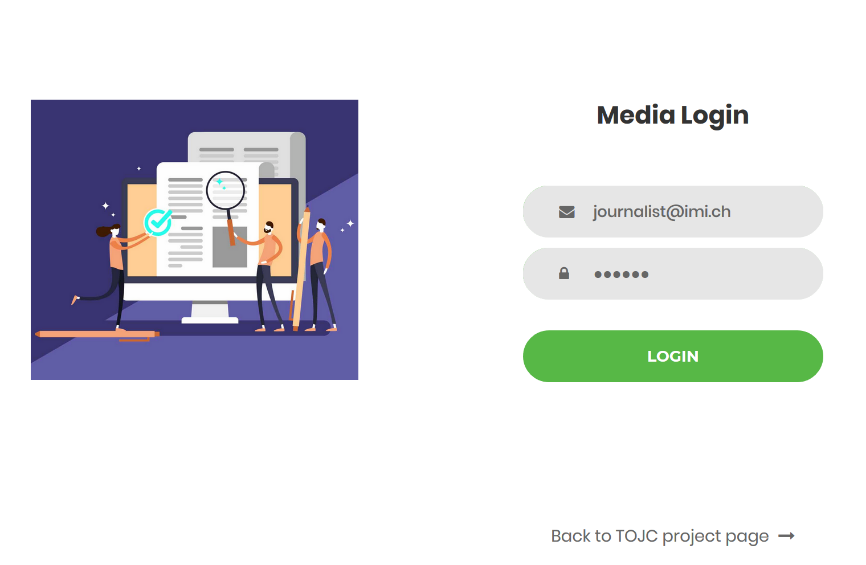 Media Login
journalist@imi.ch
••••••
LOGIN
Back to TOJC project page